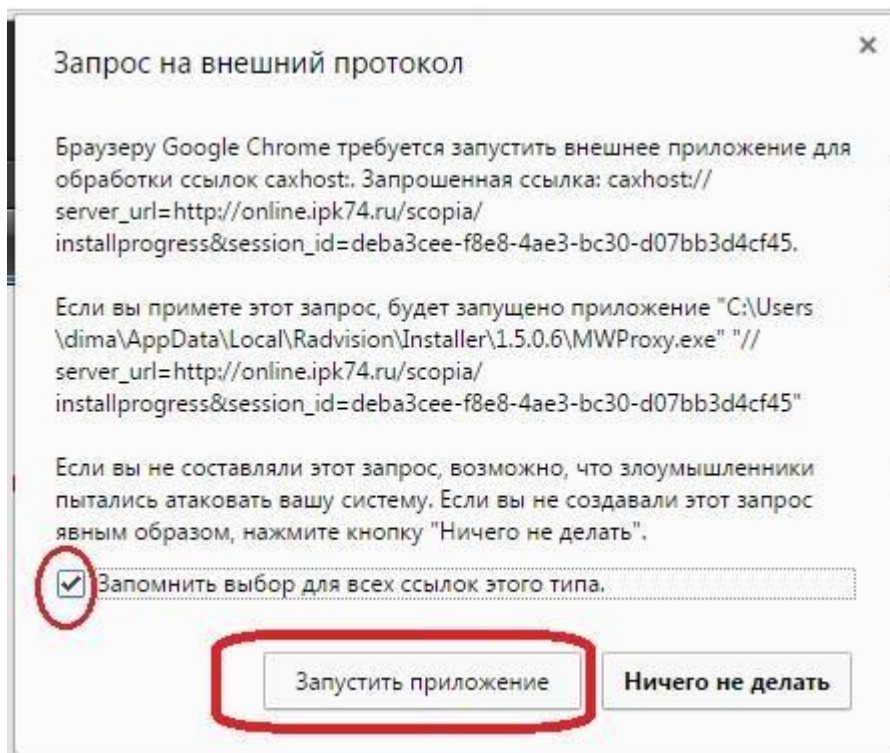 Запрос на внешний протокол
Браузеру Google Chrome требуется запустить внешнее приложение для
обработки ссылок caxhost:. Запрошенная ссылка: caxhost://
server_url=http://online.ipk74.ru/scopia/
installprogress&session_id=deba3cee-f8e8-4ae3-bc30-d07bb3d4cf45.
Если вы примете этот запрос, будет запущено приложение "C:\Users
\dima\AppData\Local\Radvision\Installer\1.5.0.6\MWProxy.exe" "//
server_url=http://online.ipk74.ru/scopia/
installprogress&session_id=deba3cee-f8e8-4ae3-bc30-d07bb3d4cf45"
Если вы не составляли этот запрос, возможно, что злоумышленники
пытались атаковать вашу систему. Если вы не создавали этот запрос
явным образом, нажмите кнопку "Ничего не делать".
Запомнить выбор для всех ссылок этого типа.
Запустить приложение Ничего не делать